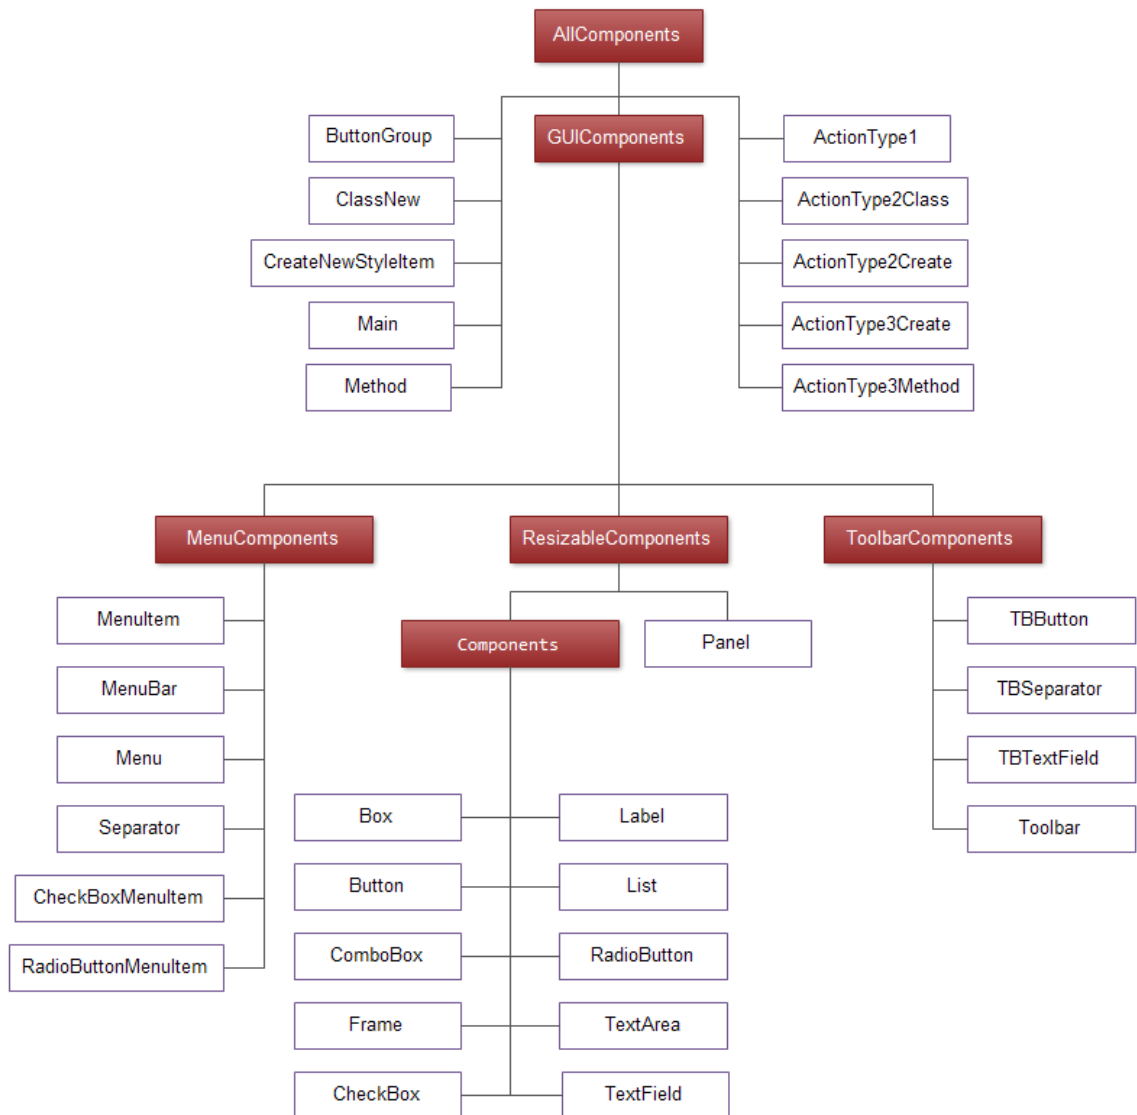 AllComponents
ButtonGroup
GUIComponents
ActionType1
ClassNew
ActionType2Class
CreateNewStyleItem
ActionType2Create
Main
ActionType3Create
Method
ActionType3Method
MenuComponents
ResizableComponents
ToolbarComponents
MenuItem
Components
Panel
TBButton
MenuBar
TBSeparator
Menu
TBTextField
Separator
Toolbar
CheckBoxMenuItem
RadioButtonMenuItem
Box
Label
Button
List
ComboBox
RadioButton
Frame
TextArea
CheckBox
TextField